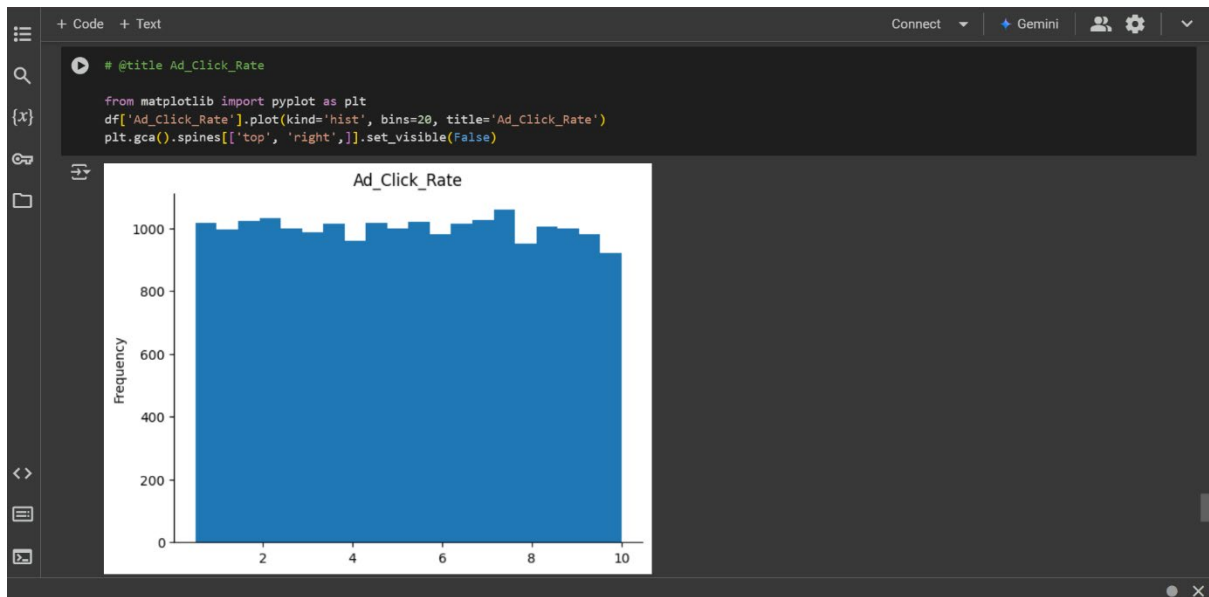 + Code + Text
Connect
Gemini
{x}
# @title Ad_Click_Rate
from matplotlib import pyplot as plt
df['Ad_Click_Rate'].plot(kind='hist', bins=20, title='Ad_Click_Rate')
plt.gca().spines[['top', 'right',]].set_visible(False)
Ad_Click_Rate
Frequency
1000
800
600
400
200
0
2 4 6 8 10